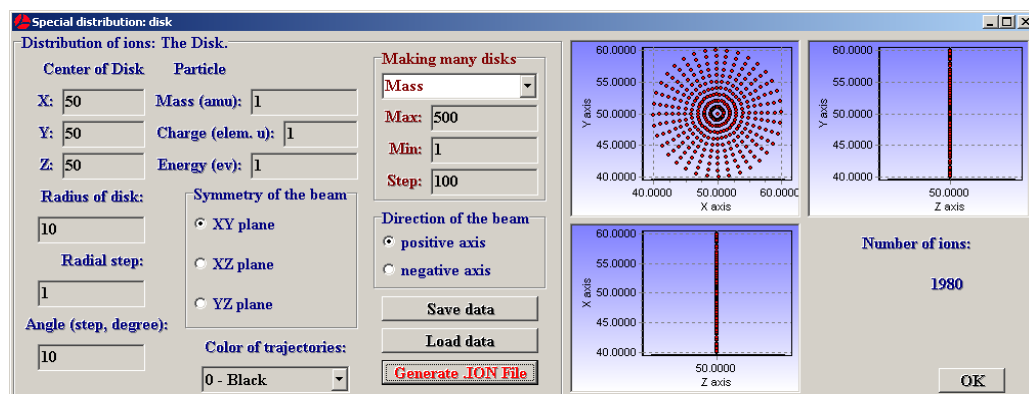 Special distribution: disk
Distribution of ions: The Disk.
Center of Disk
Particle
X: 50
Mass (amu): 1
Y: 50
Charge (elem. u): 1
Z: 50
Energy (ev): 1
Radius of disk:
10
Radial step:
1
Angle (step, degree):
10
Symmetry of the beam
XY plane
XZ plane
YZ plane
Color of trajectories:
0 - Black
Making many disks
Mass
Max: 500
Min: 1
Step: 100
Direction of the beam
positive axis
negative axis
Save data
Load data
Generate .ION File
60.0000
55.0000
50.0000
45.0000
40.0000
Y axis
40.0000 45.0000 50.0000 55.0000 60.000
X axis
60.0000
55.0000
50.0000
45.0000
40.0000
Y axis
50.0000
Z axis
60.0000
55.0000
50.0000
45.0000
40.0000
X axis
50.0000
Z axis
Number of ions:
1980
OK